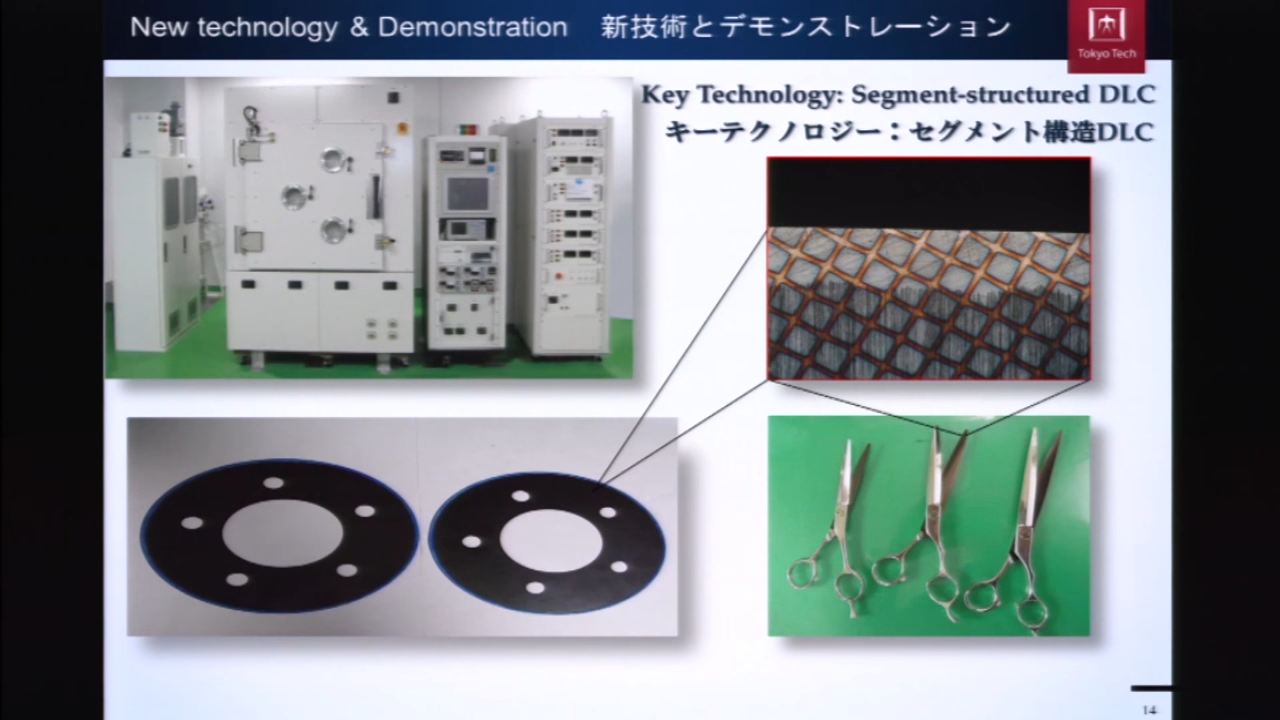 New technology & Demonstration 新技術とデモンストレーション
Tokyo Tech
Key Technology: Segment-structured DLC
キーテクノロジー：セグメント構造DLC
14